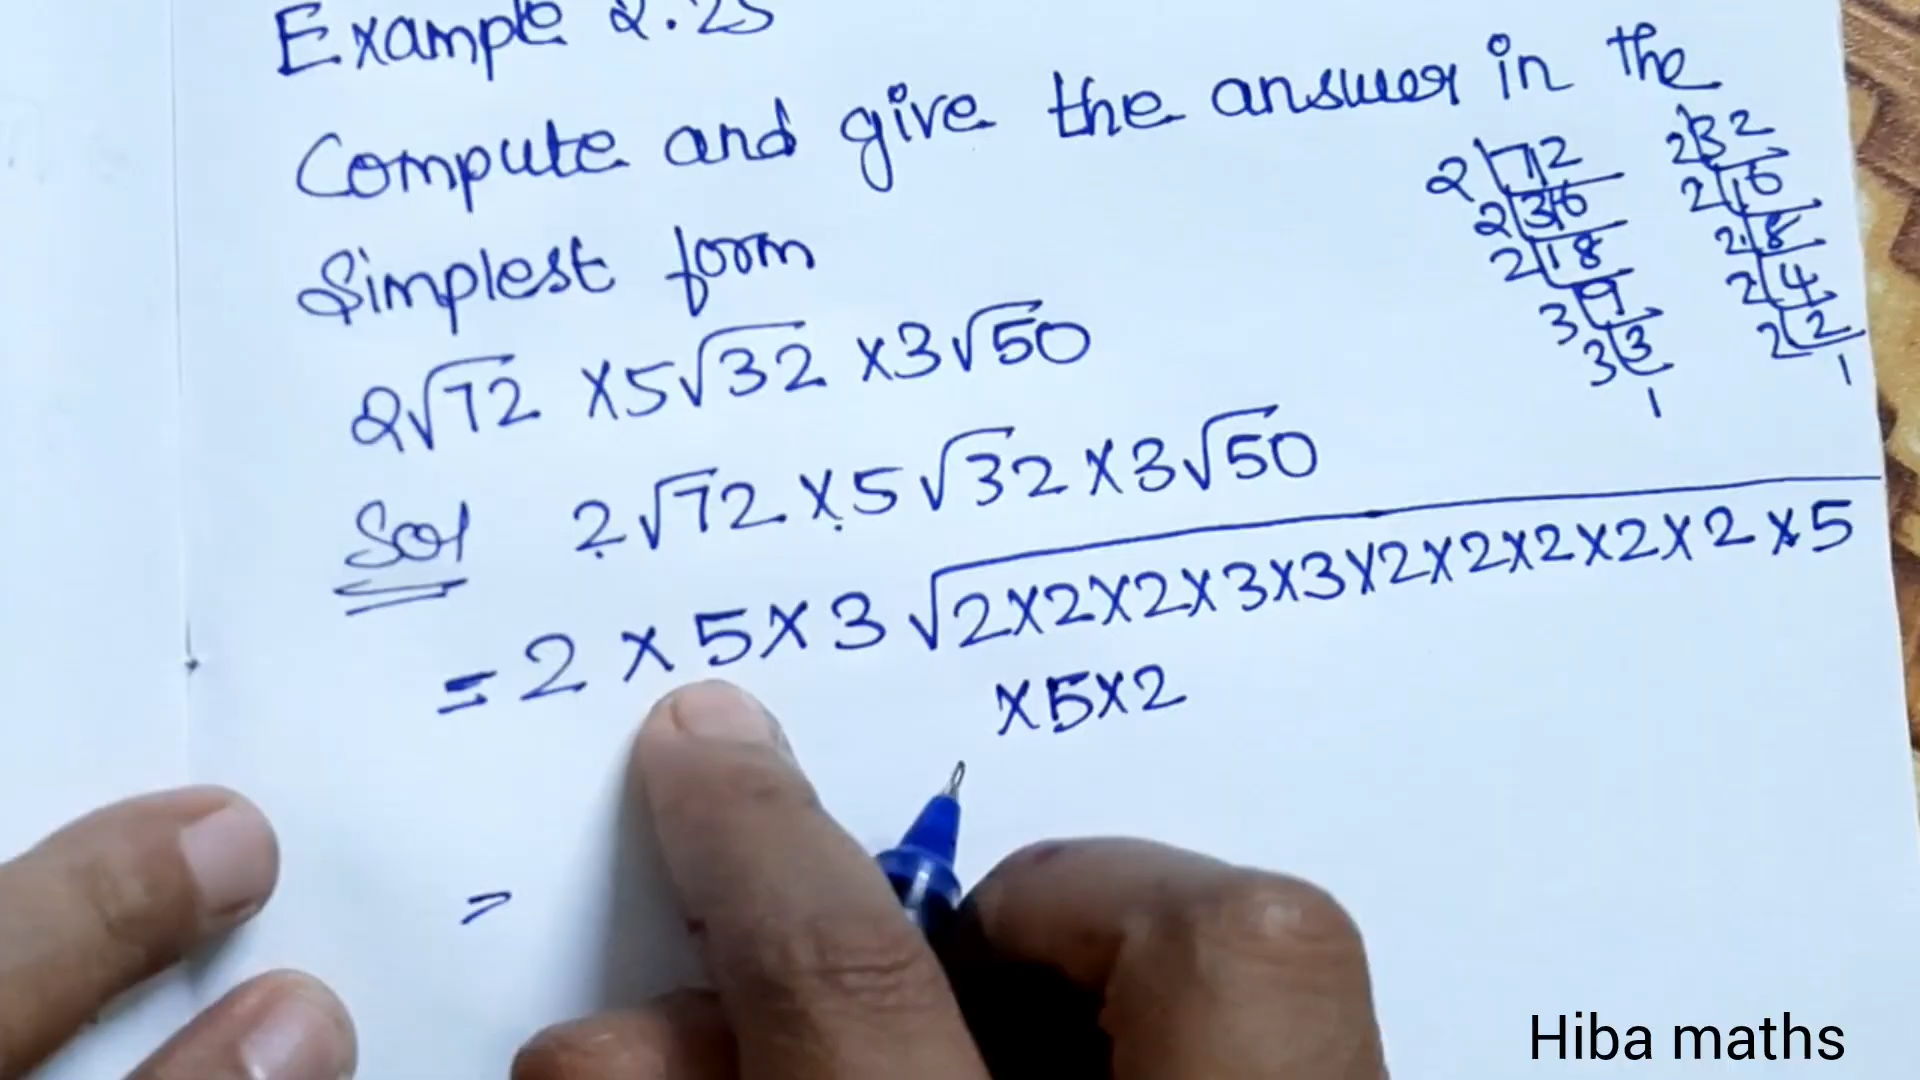 Example 2.25
Compute and give the answer in the
Simplest form
2√72 ×5√32 ×3√50
Sol 2√72 ×5√32 ×3√50
= 2 × 5 × 3 √2×2×2×3×3×2×2×2×2×2×5
×5×2
=
2 72
2 36
2 18
3 9
3 3
1
2 32
2 16
2 8
2 4
2 2
1
Hiba maths